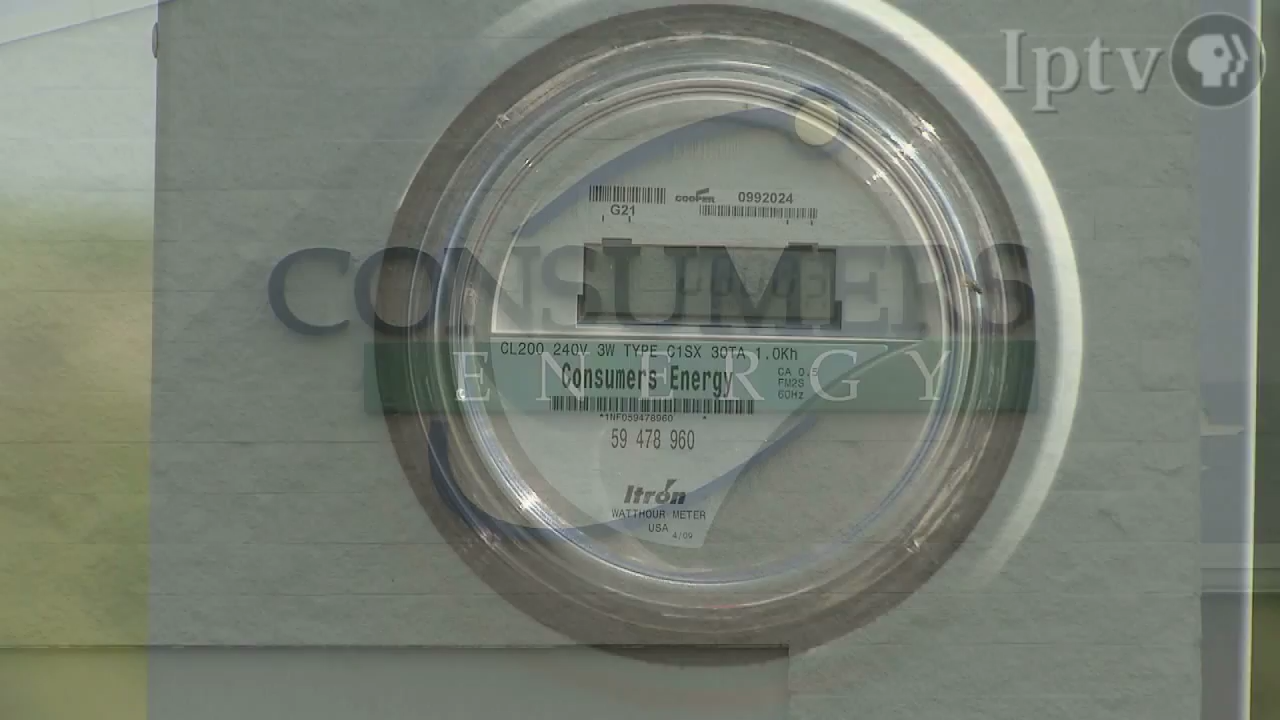 Iptv
COOPER 0992024
G21
CONSUMERS
ENERGY
CL200 240V 3W TYPE C1SX 30TA 1.0Kh
Consumers Energy
CA 0.5
FM2S
60Hz
*1NF059478960 *
59 478 960
Itron
WATTHOUR METER
USA
4/09